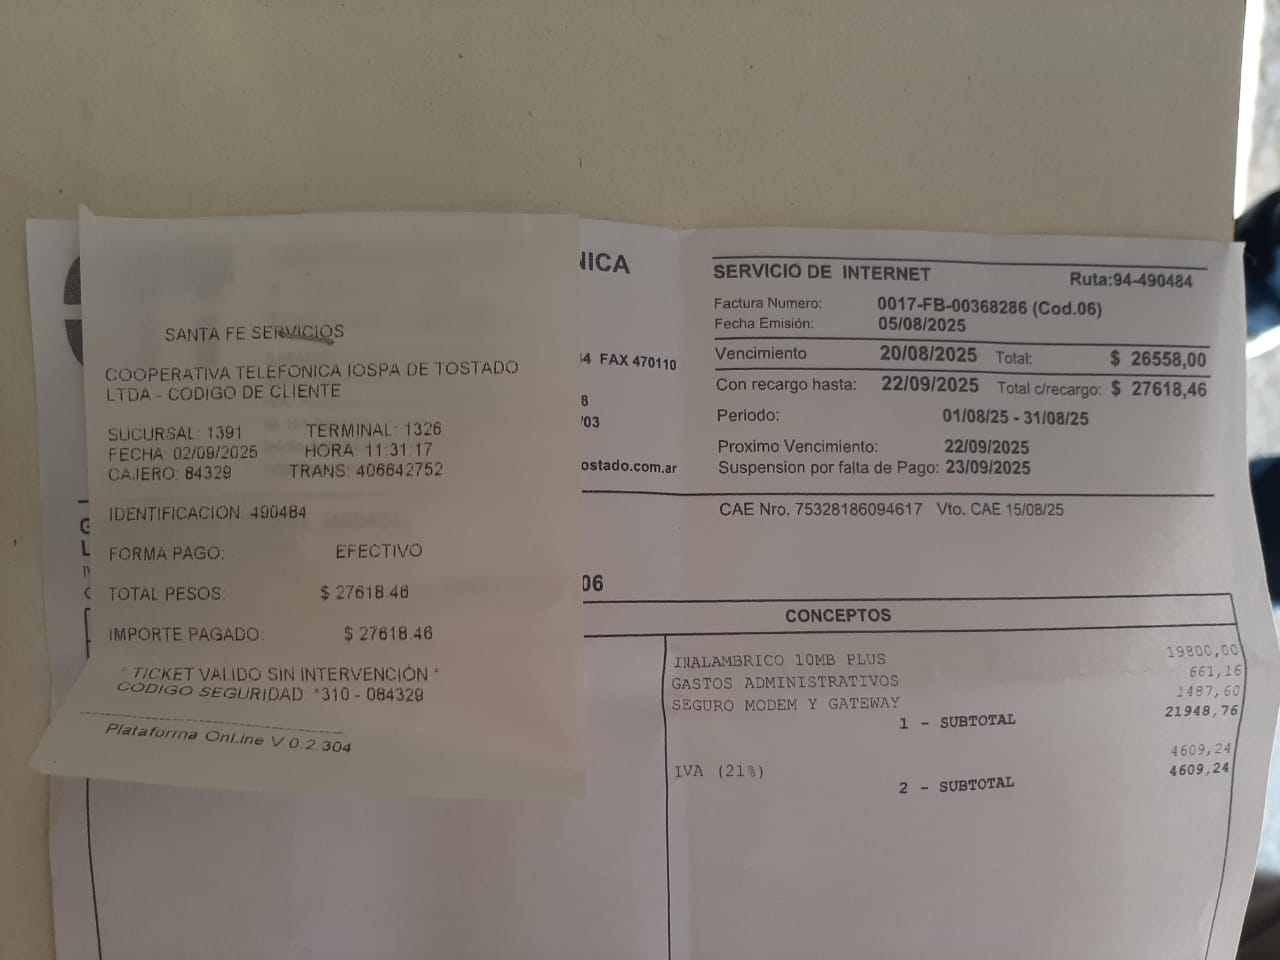 SANTA FE SERVICIOS
COOPERATIVA TELEFONICA IOSPA DE TOSTADO
LTDA - CODIGO DE CLIENTE
SUCURSAL: 1391 TERMINAL: 1326
FECHA: 02/09/2025 HORA: 11:31:17
CAJERO: 84329 TRANS: 406642752
IDENTIFICACION: 490484
FORMA PAGO: EFECTIVO
TOTAL PESOS: $ 27618.46
IMPORTE PAGADO: $ 27618.46
* TICKET VALIDO SIN INTERVENCIÓN *
CODIGO SEGURIDAD: *310 - 084329
Plataforma OnLine V 0.2.304
NICA
4 FAX 470110
8
/03
ostado.com.ar
06
SERVICIO DE INTERNET Ruta:94-490484
Factura Numero: 0017-FB-00368286 (Cod.06)
Fecha Emisión: 05/08/2025
Vencimiento 20/08/2025 Total: $ 26558,00
Con recargo hasta: 22/09/2025 Total c/recargo: $ 27618,46
Periodo: 01/08/25 - 31/08/25
Proximo Vencimiento: 22/09/2025
Suspension por falta de Pago: 23/09/2025
CAE Nro. 75328186094617 Vto. CAE 15/08/25
CONCEPTOS
INALAMBRICO 10MB PLUS 19800,00
GASTOS ADMINISTRATIVOS 661,16
SEGURO MODEM Y GATEWAY 1487,60
1 - SUBTOTAL 21948,76
IVA (21%) 4609,24
2 - SUBTOTAL 4609,24